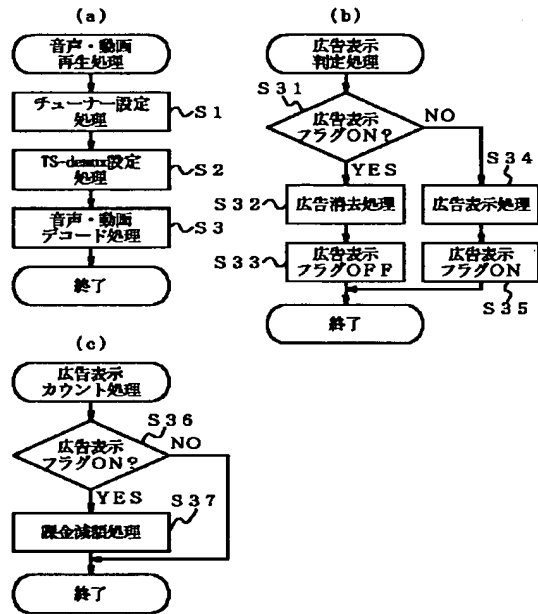 (a)
音声・動画
再生処理
チューナー設定
処理
S1
TS-demux設定
処理
S2
音声・動画
デコード処理
S3
終了
(b)
広告表示
判定処理
S31
広告表示
フラグON?
NO
YES
S32
広告消去処理
S34
広告表示処理
S33
広告表示
フラグOFF
広告表示
フラグON
S35
終了
(c)
広告表示
カウント処理
S36
広告表示
フラグON?
NO
YES
S37
課金減額処理
終了